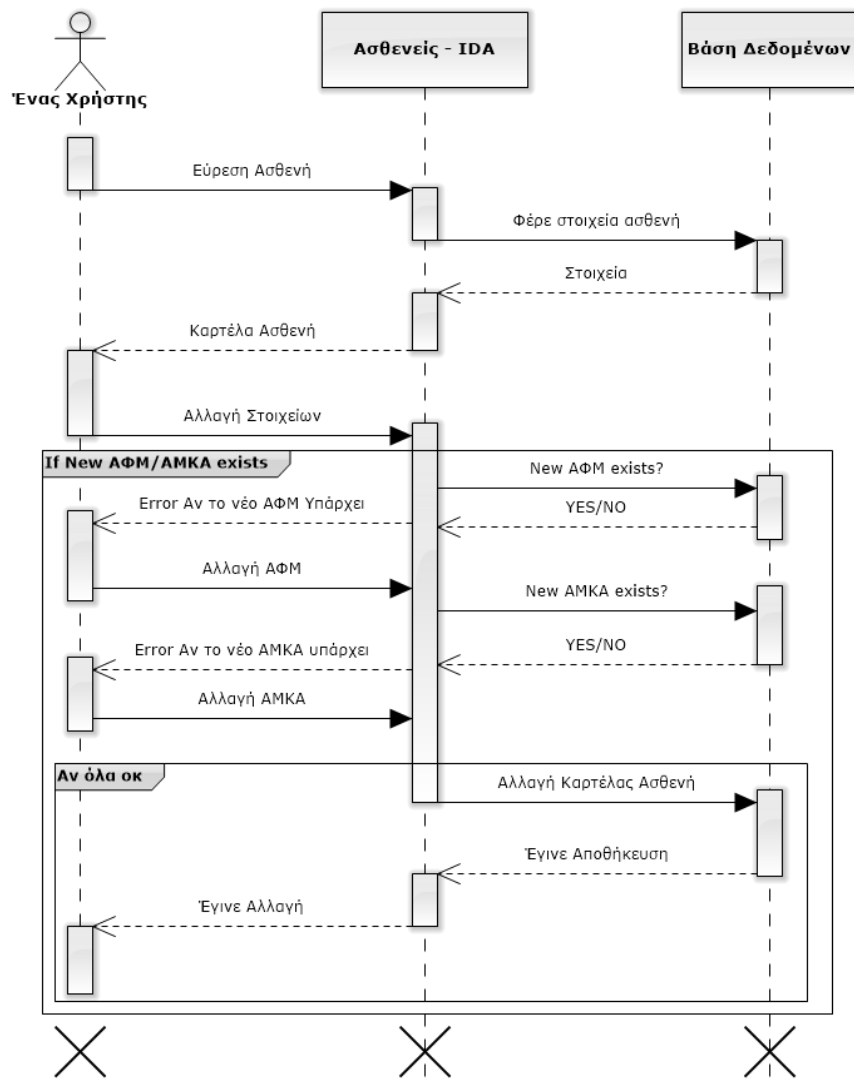 Ασθενείς - IDA
Βάση Δεδομένων
Ένας Χρήστης
Εύρεση Ασθενή
Φέρε στοιχεία ασθενή
Στοιχεία
Καρτέλα Ασθενή
Αλλαγή Στοιχείων
If New ΑΦΜ/ΑΜΚΑ exists
New ΑΦΜ exists?
Error Αν το νέο ΑΦΜ Υπάρχει
YES/NO
Αλλαγή ΑΦΜ
New ΑΜΚΑ exists?
Error Αν το νέο ΑΜΚΑ υπάρχει
YES/NO
Αλλαγή ΑΜΚΑ
Αν όλα οκ
Αλλαγή Καρτέλας Ασθενή
Έγινε Αποθήκευση
Έγινε Αλλαγή